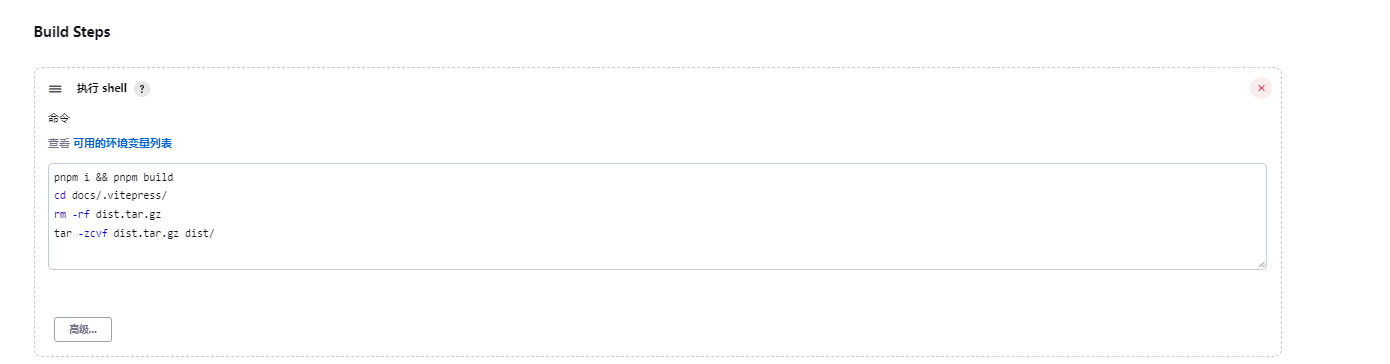 Build Steps
执行 shell ?
命令
查看 可用的环境变量列表
pnpm i && pnpm build
cd docs/.vitepress/
rm -rf dist.tar.gz
tar -zcvf dist.tar.gz dist/
高级...